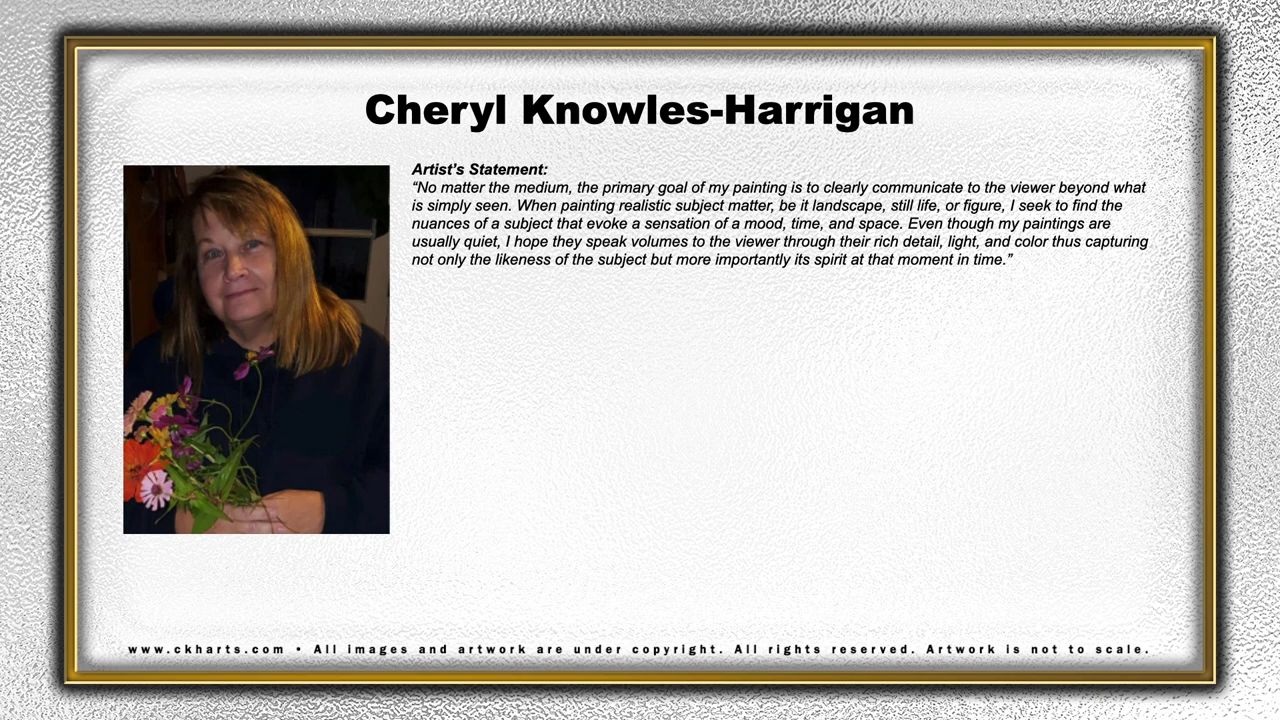 Cheryl Knowles-Harrigan
Artist’s Statement:
“No matter the medium, the primary goal of my painting is to clearly communicate to the viewer beyond what
is simply seen. When painting realistic subject matter, be it landscape, still life, or figure, I seek to find the
nuances of a subject that evoke a sensation of a mood, time, and space. Even though my paintings are
usually quiet, I hope they speak volumes to the viewer through their rich detail, light, and color thus capturing
not only the likeness of the subject but more importantly its spirit at that moment in time.”
www.ckharts.com • All images and artwork are under copyright. All rights reserved. Artwork is not to scale.